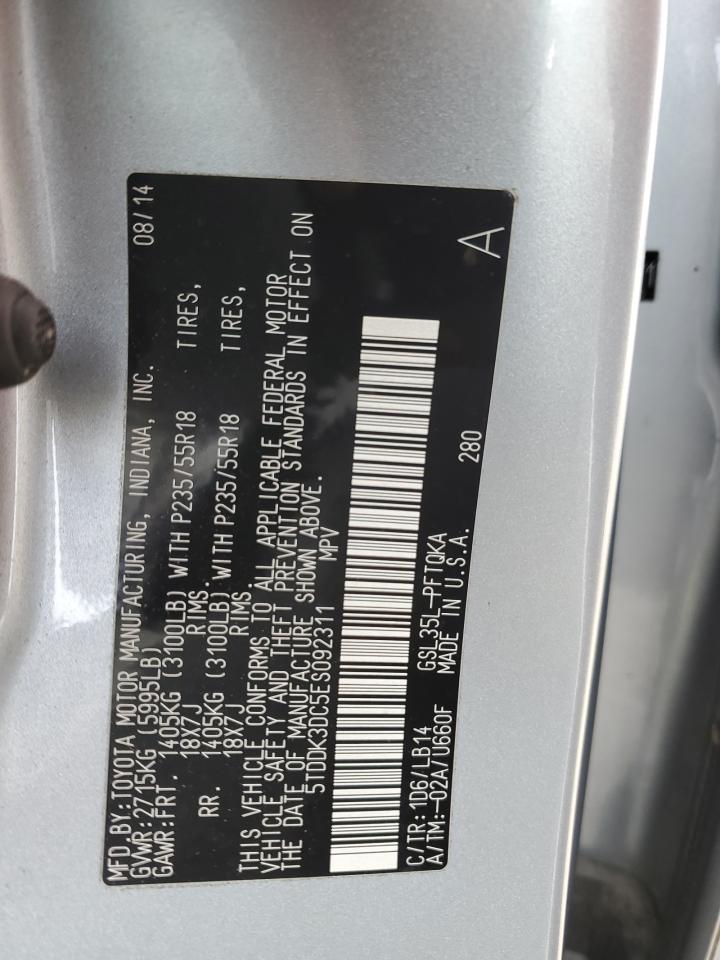 MFD.BY:TOYOTA MOTOR MANUFACTURING, INDIANA, INC. 08/14
GVWR:2715KG (5995LB)
GAWR:FRT. 1405KG (3100LB) WITH P235/55R18 TIRES,
18X7J RIMS.
RR. 1405KG (3100LB) WITH P235/55R18 TIRES,
18X7J RIMS.
THIS VEHICLE CONFORMS TO ALL APPLICABLE FEDERAL MOTOR
VEHICLE SAFETY AND THEFT PREVENTION STANDARDS IN EFFECT ON
THE DATE OF MANUFACTURE SHOWN ABOVE.
5TDDK3DC5ES092311 MPV
C/TR:1D6/LB14 GSL35L-PFTQKA 280 A
A/TM:-02A/U660F MADE IN U.S.A.